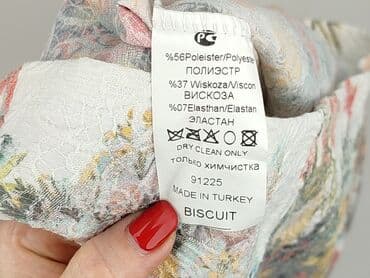 %56Poleister/Polyester
ПОЛИЭСТР
%37 Wiskoza/Viscon
ВИСКОЗА
%07Elasthan/Elastan
ЭЛАСТАН
DRY CLEAN ONLY
только химчистка
91225
MADE IN TURKEY
BISCUIT